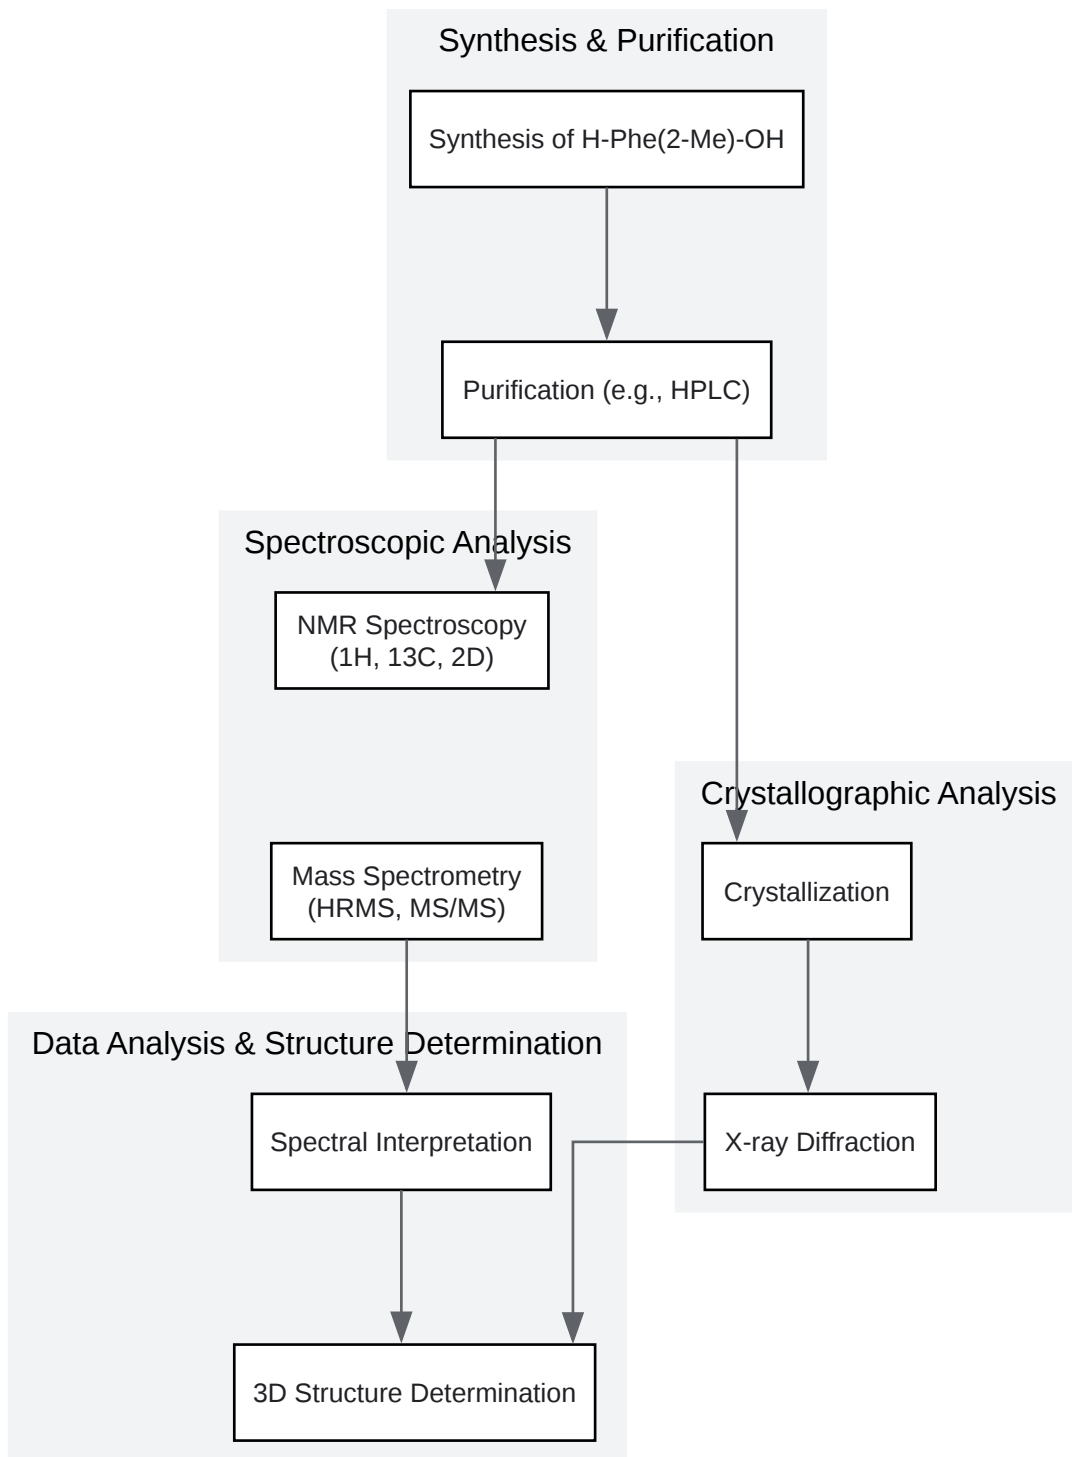 Synthesis & Purification
Synthesis of H-Phe(2-Me)-OH
Purification (e.g., HPLC)
Spectroscopic Analysis
NMR Spectroscopy
(1H, 13C, 2D)
Crystallographic Analysis
Mass Spectrometry
(HRMS, MS/MS)
Crystallization
Data Analysis & Structure Determination
Spectral Interpretation
X-ray Diffraction
3D Structure Determination